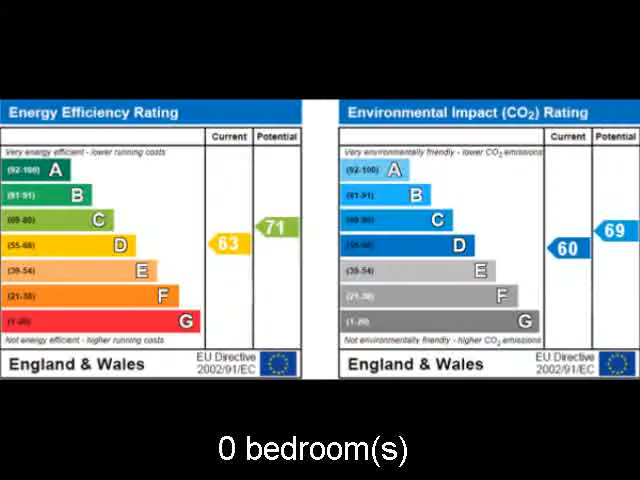 Energy Efficiency Rating
Current Potential
Very energy efficient - lower running costs
(92-100) A
(81-91) B
(69-80) C
(55-68) D
(39-54) E
(21-38) F
(1-20) G
63
71
Not energy efficient - higher running costs
England & Wales
EU Directive
2002/91/EC
Environmental Impact (CO2) Rating
Current Potential
Very environmentally friendly - lower CO2 emissions
(92-100) A
(81-91) B
(69-80) C
(55-68) D
(39-54) E
(21-38) F
(1-20) G
60
69
Not environmentally friendly - higher CO2 emissions
England & Wales
EU Directive
2002/91/EC
0 bedroom(s)